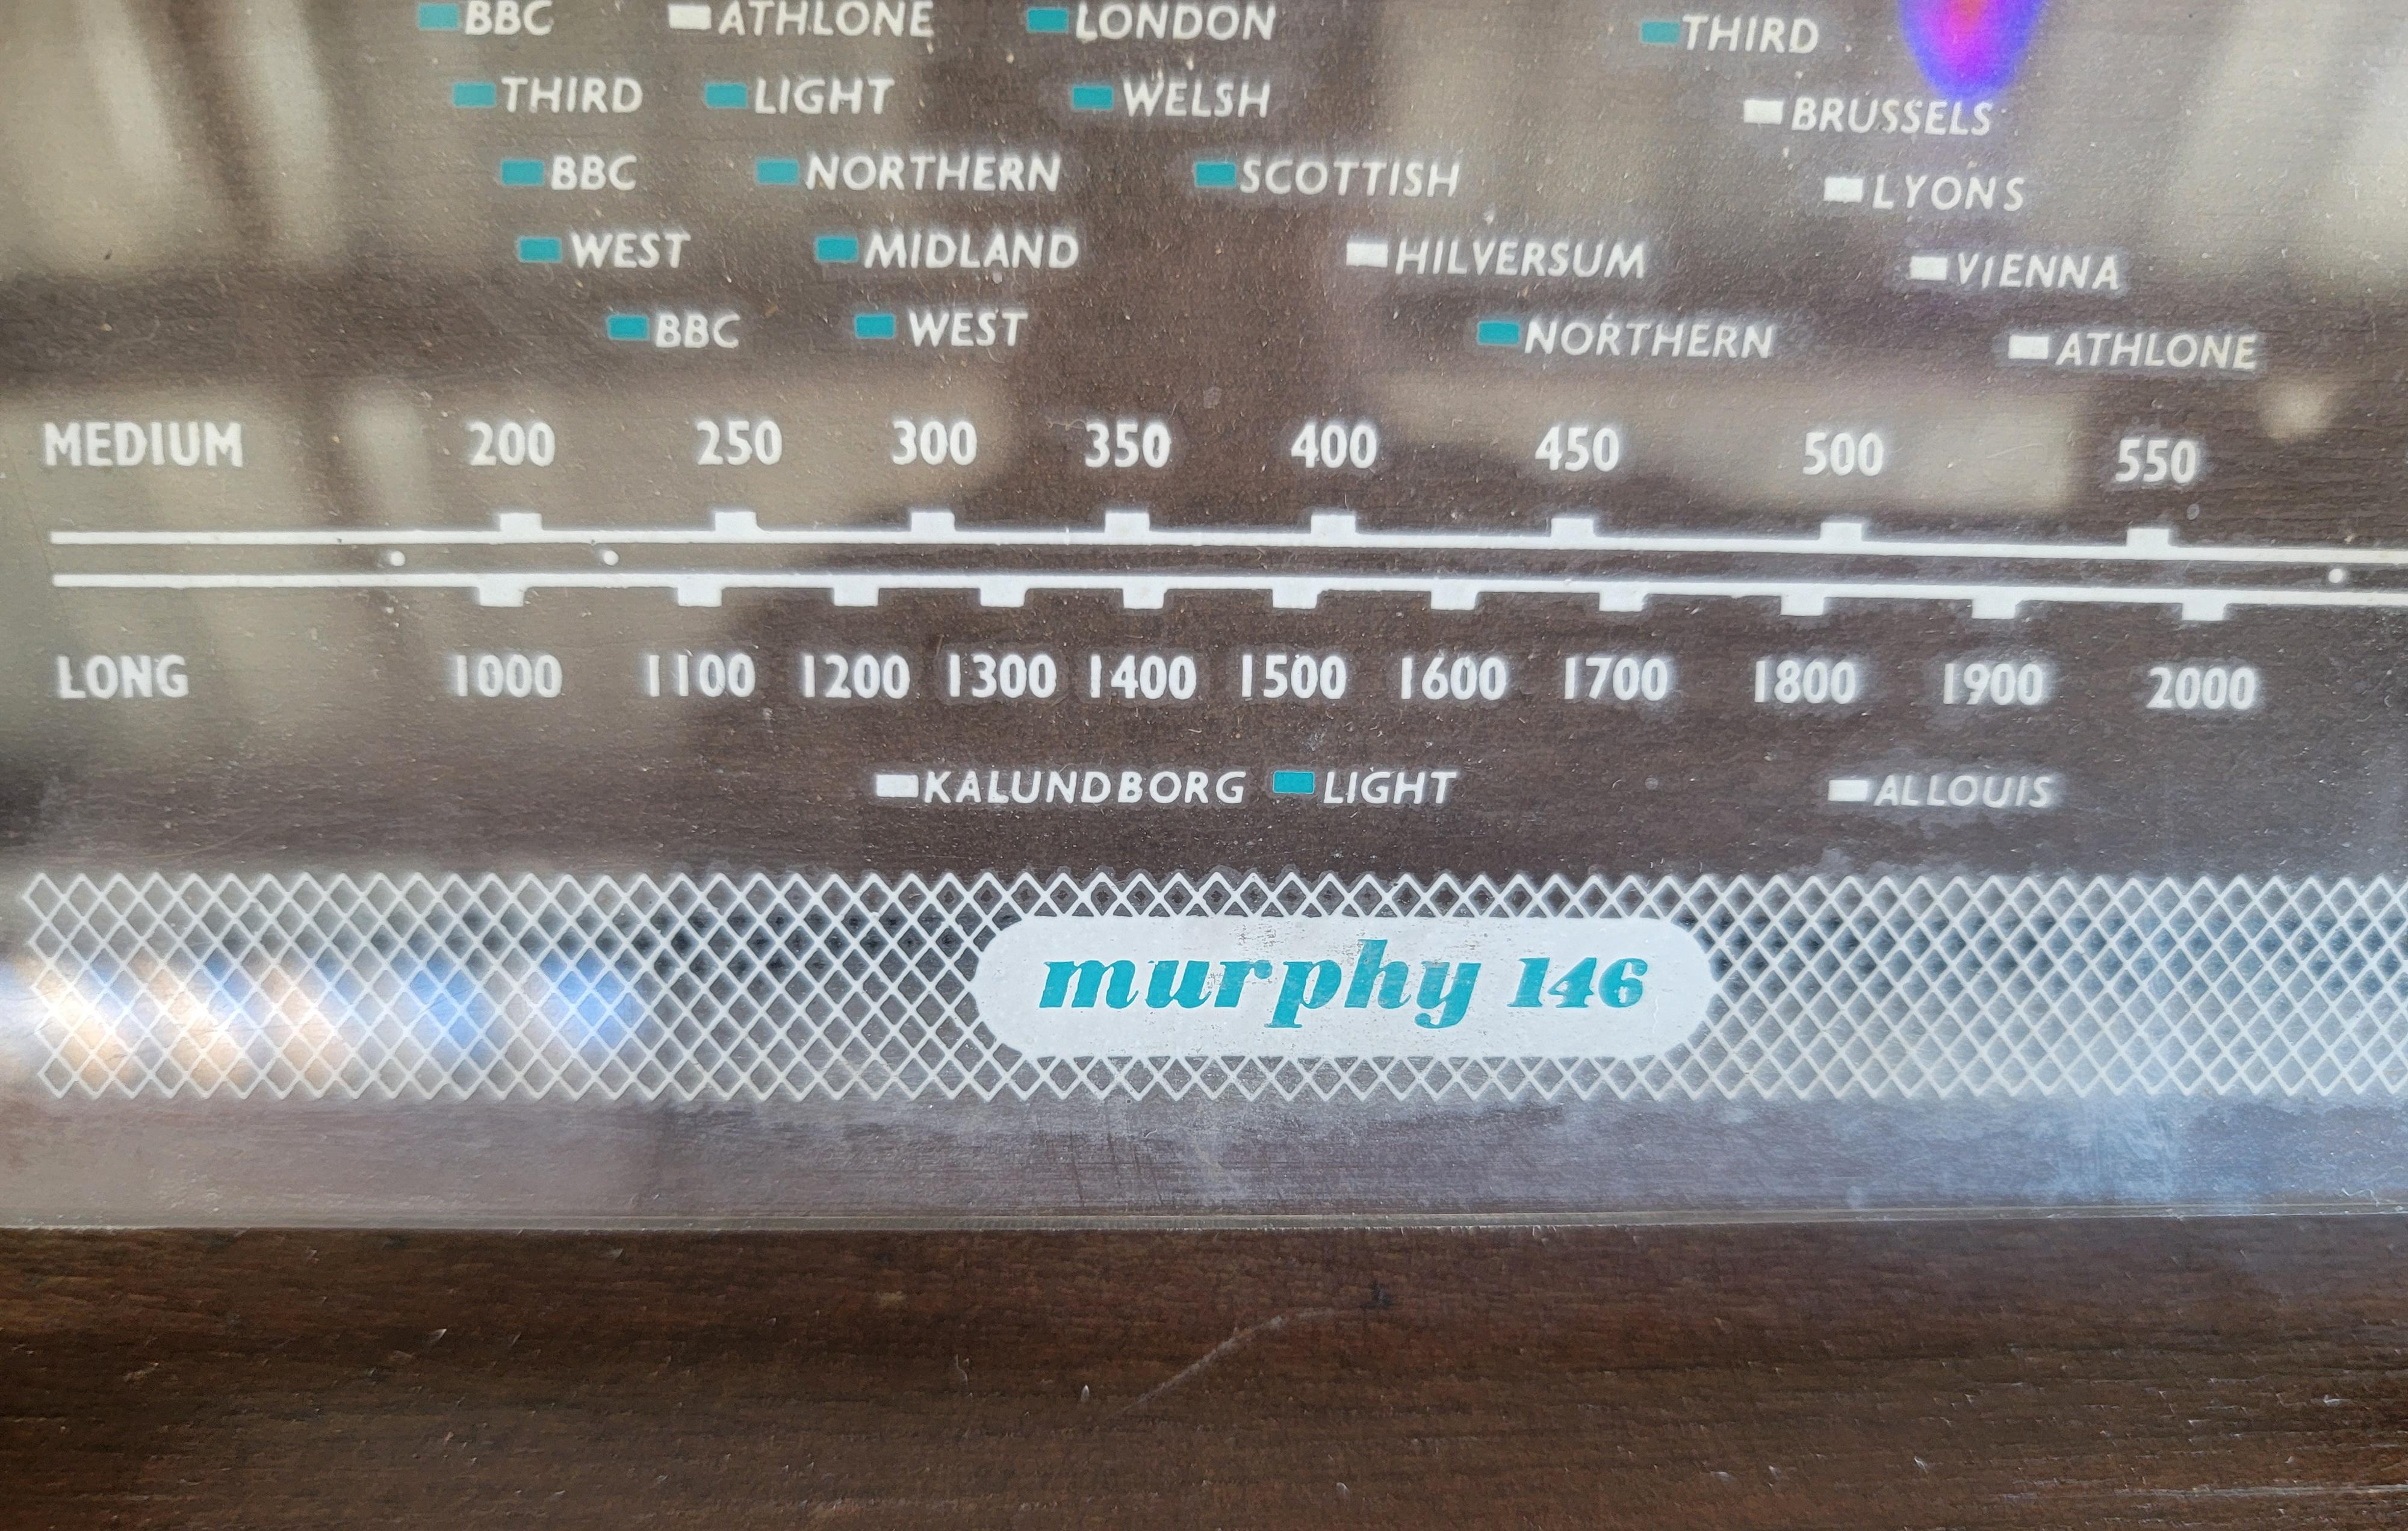 BBC ATHLONE LONDON THIRD
THIRD LIGHT WELSH BRUSSELS
BBC NORTHERN SCOTTISH LYONS
WEST MIDLAND HILVERSUM VIENNA
BBC WEST NORTHERN ATHLONE
MEDIUM 200 250 300 350 400 450 500 550
LONG 1000 1100 1200 1300 1400 1500 1600 1700 1800 1900 2000
KALUNDBORG LIGHT ALLOUIS
murphy 146